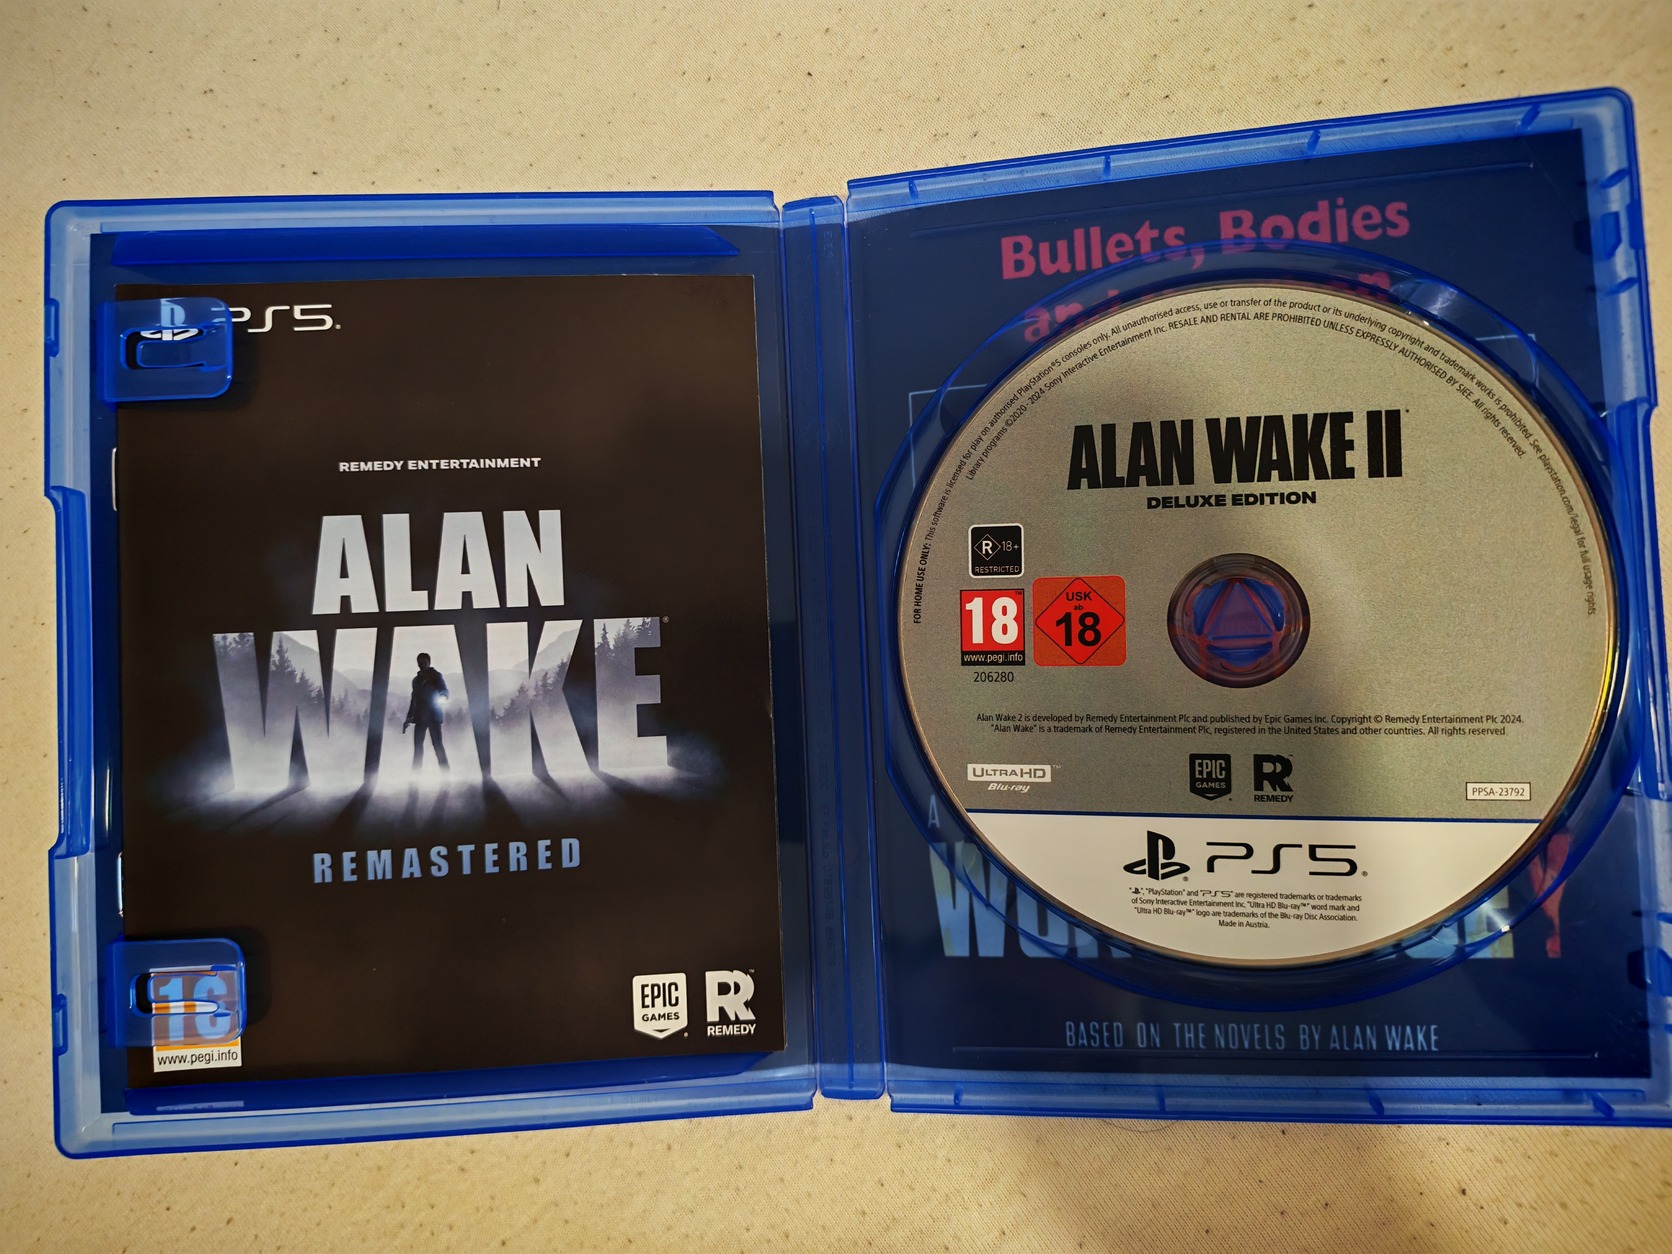 PS5
REMEDY ENTERTAINMENT
ALAN
WAKE®
REMASTERED
www.pegi.info
EPIC
GAMES
REMEDY
Bullets, Bodies
FOR HOME USE ONLY: This software is licensed for play on authorised PlayStation®5 consoles only. All unauthorised access, use or transfer of the product or its underlying copyright and trademark works is prohibited. See playstation.com/legal for full usage rights.
Library programs ©2020-2024 Sony Interactive Entertainment Inc. RESALE AND RENTAL ARE PROHIBITED UNLESS EXPRESSLY AUTHORISED BY SIEE. All rights reserved.
ALAN WAKE II
DELUXE EDITION
R 18+
RESTRICTED
18
www.pegi.info
USK
ab
18
206280
Alan Wake 2 is developed by Remedy Entertainment Plc and published by Epic Games Inc. Copyright © Remedy Entertainment Plc 2024.
"Alan Wake" is a trademark of Remedy Entertainment Plc, registered in the United States and other countries. All rights reserved.
ULTRA HD™
Blu-ray
EPIC
GAMES
REMEDY
PPSA-23792
PS5
"PlayStation" and "PS5" are registered trademarks or trademarks
of Sony Interactive Entertainment Inc. "Ultra HD Blu-ray™" word mark and
"Ultra HD Blu-ray™" logo are trademarks of the Blu-ray Disc Association.
Made in Austria.
A
BASED ON THE NOVELS BY ALAN WAKE